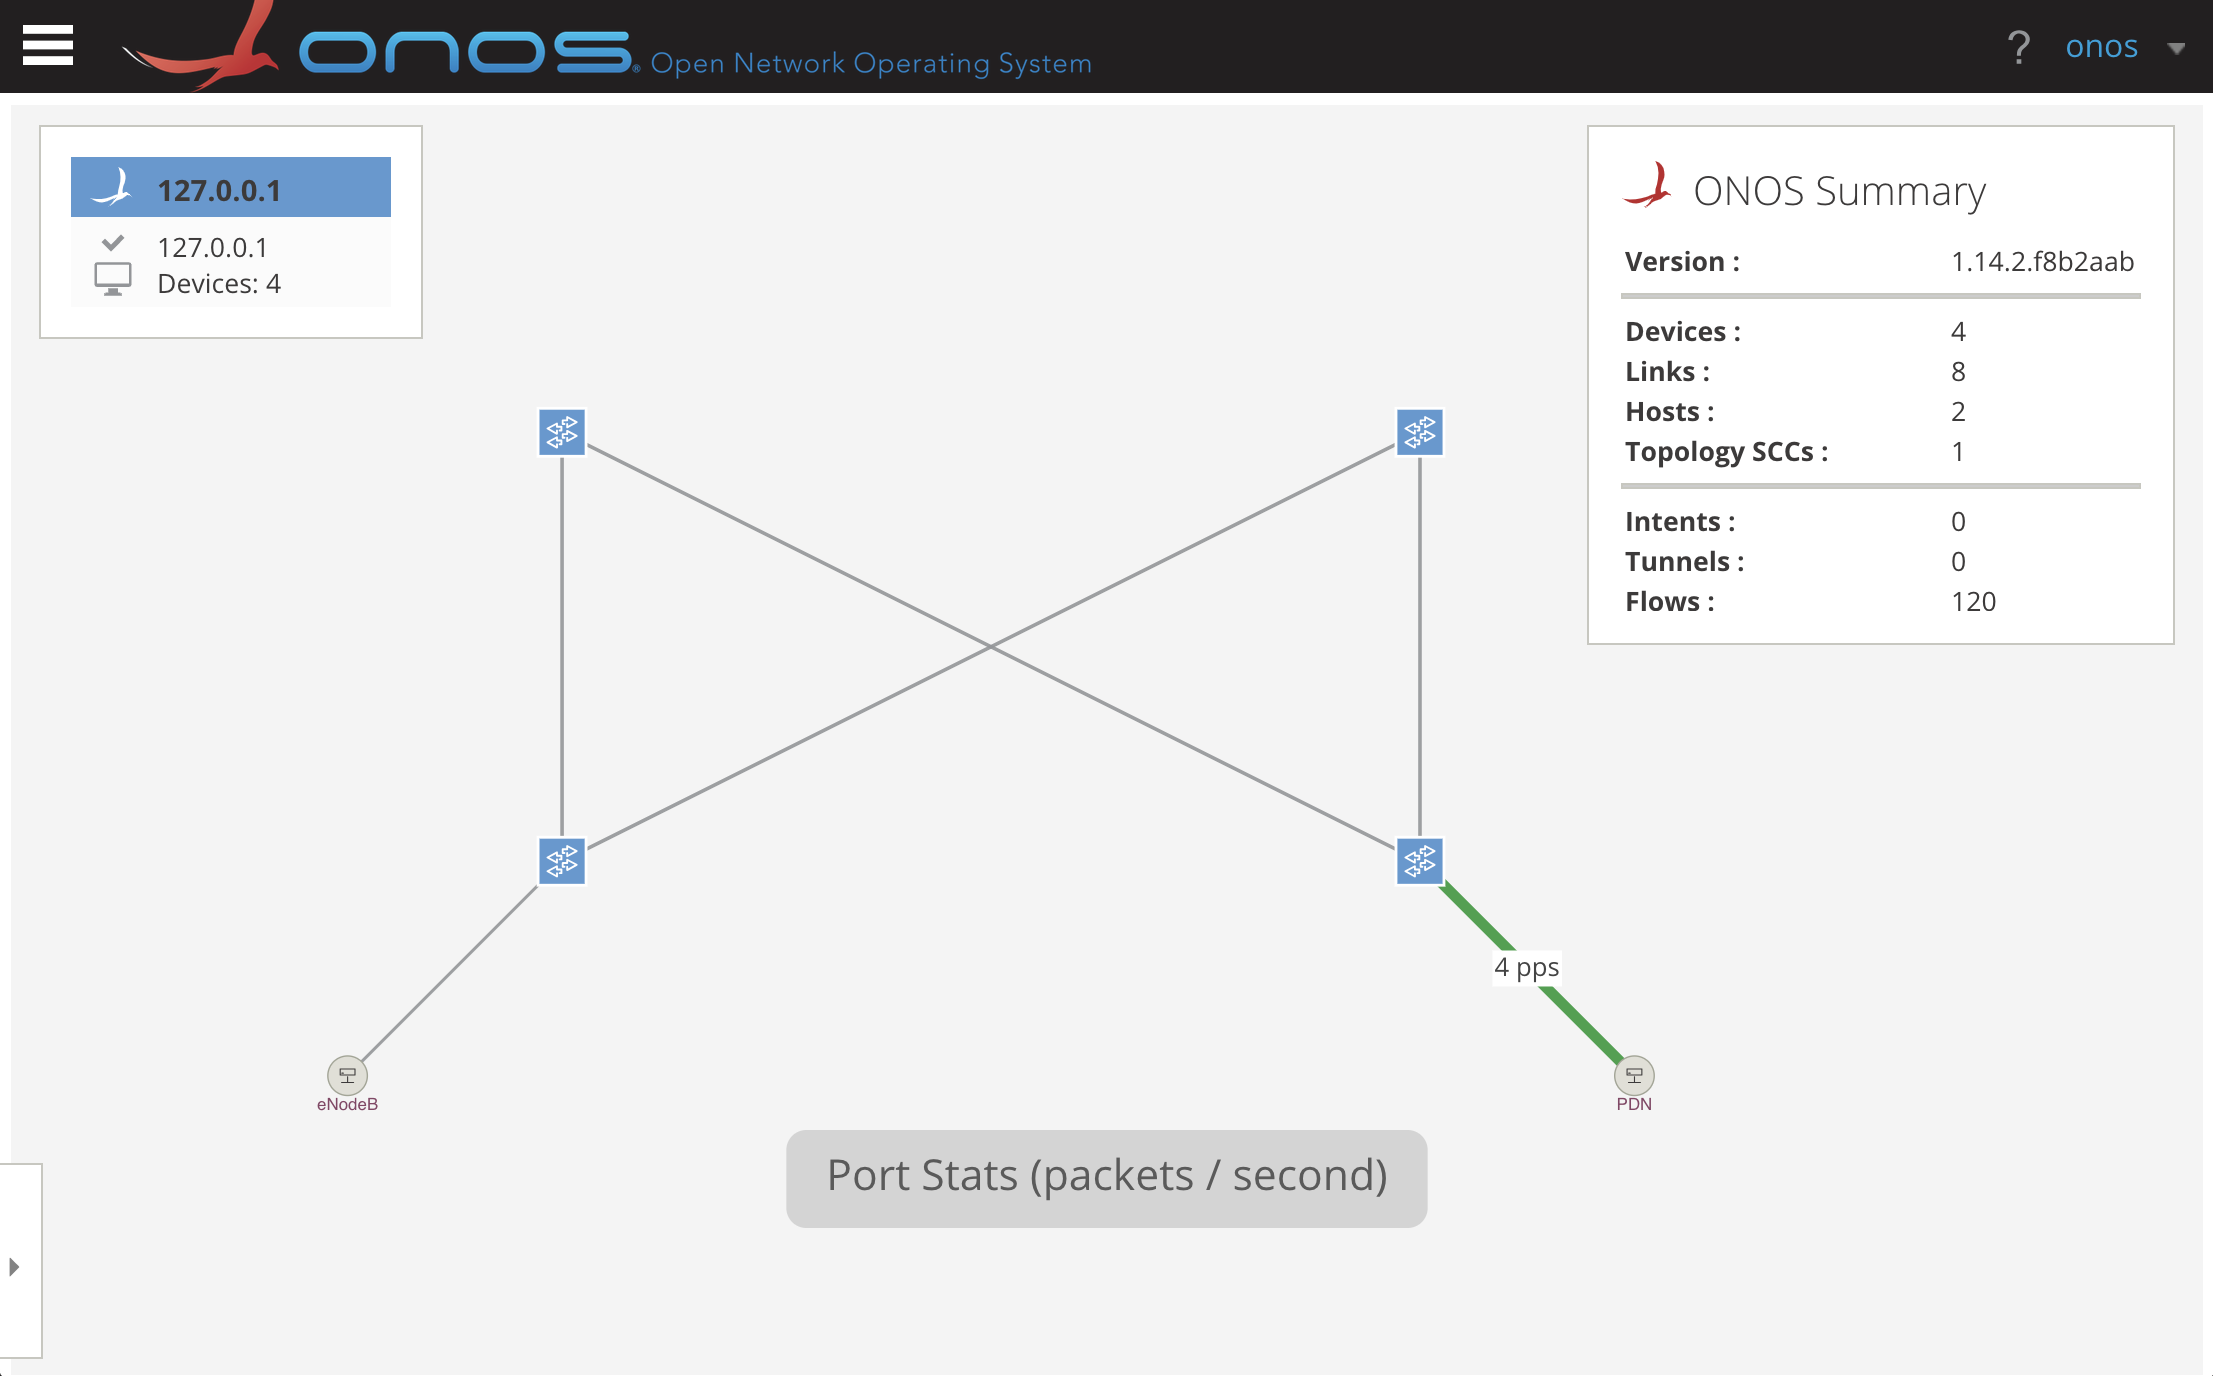 onos® Open Network Operating System
? onos
127.0.0.1
127.0.0.1
Devices: 4
ONOS Summary
Version : 1.14.2.f8b2aab
Devices : 4
Links : 8
Hosts : 2
Topology SCCs : 1
Intents : 0
Tunnels : 0
Flows : 120
4 pps
eNodeB
PDN
Port Stats (packets / second)